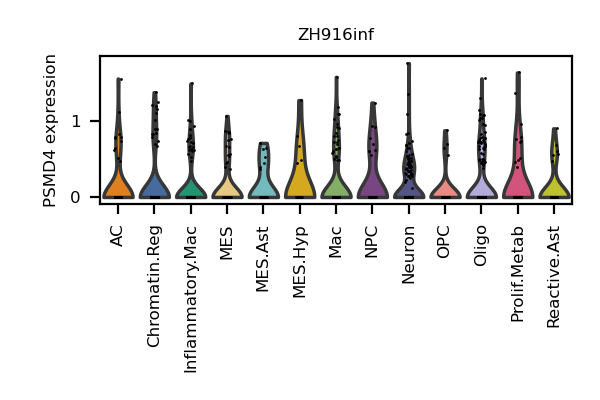 ZH916inf
PSMD4 expression
1
0
AC
Chromatin.Reg
Inflammatory.Mac
MES
MES.Ast
MES.Hyp
Mac
NPC
Neuron
OPC
Oligo
Prolif.Metab
Reactive.Ast